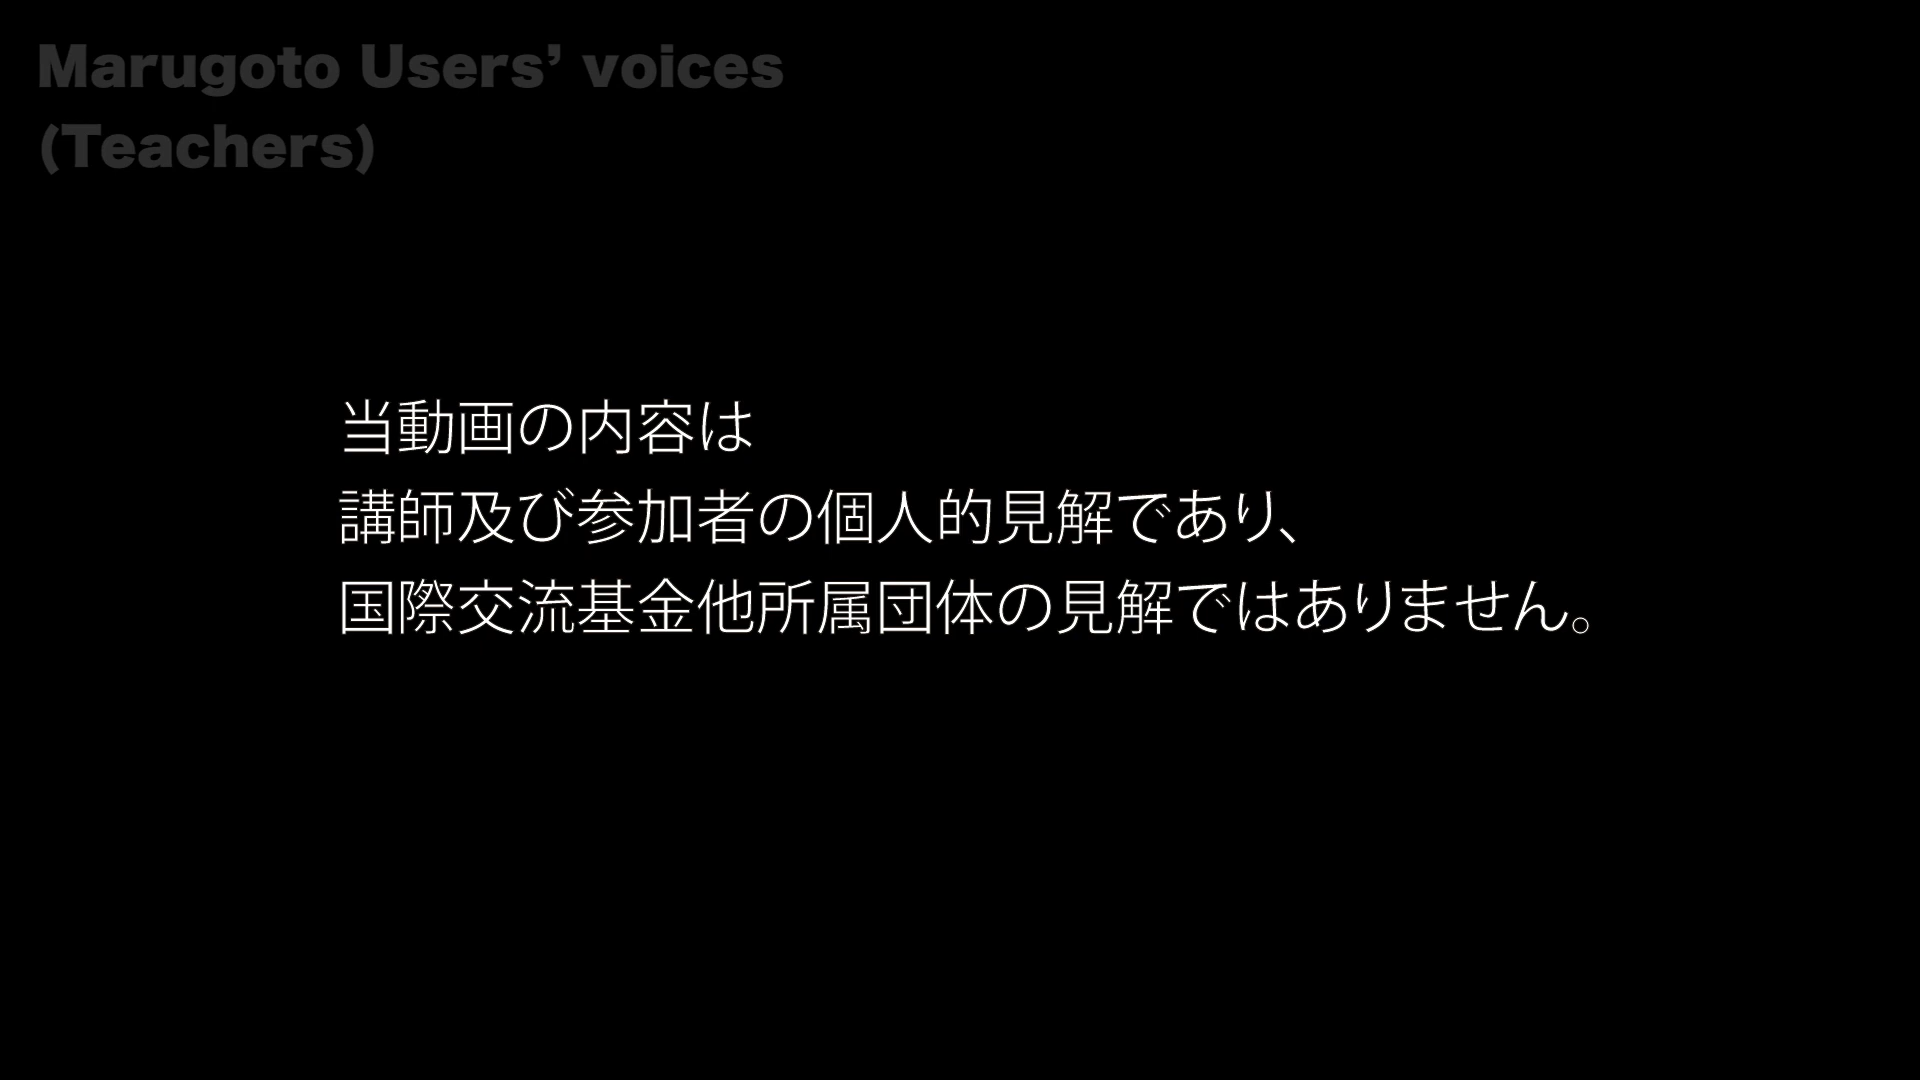 Marugoto Users’ voices
(Teachers)
当動画の内容は
講師及び参加者の個人的見解であり、
国際交流基金他所属団体の見解ではありません。